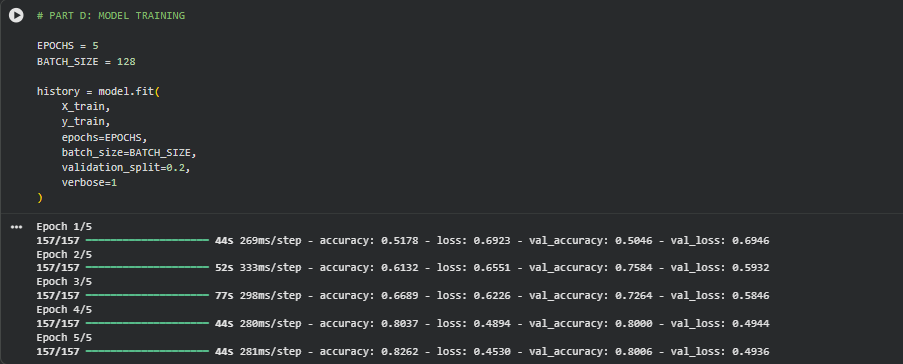 # PART D: MODEL TRAINING
EPOCHS = 5
BATCH_SIZE = 128
history = model.fit(
X_train,
y_train,
epochs=EPOCHS,
batch_size=BATCH_SIZE,
validation_split=0.2,
verbose=1
)
Epoch 1/5
157/157 ━━━━━━━━━━━━━━━━━━━━ 44s 269ms/step - accuracy: 0.5178 - loss: 0.6923 - val_accuracy: 0.5046 - val_loss: 0.6946
Epoch 2/5
157/157 ━━━━━━━━━━━━━━━━━━━━ 52s 333ms/step - accuracy: 0.6132 - loss: 0.6551 - val_accuracy: 0.7584 - val_loss: 0.5932
Epoch 3/5
157/157 ━━━━━━━━━━━━━━━━━━━━ 77s 298ms/step - accuracy: 0.6689 - loss: 0.6226 - val_accuracy: 0.7264 - val_loss: 0.5846
Epoch 4/5
157/157 ━━━━━━━━━━━━━━━━━━━━ 44s 280ms/step - accuracy: 0.8037 - loss: 0.4894 - val_accuracy: 0.8000 - val_loss: 0.4944
Epoch 5/5
157/157 ━━━━━━━━━━━━━━━━━━━━ 44s 281ms/step - accuracy: 0.8262 - loss: 0.4530 - val_accuracy: 0.8006 - val_loss: 0.4936